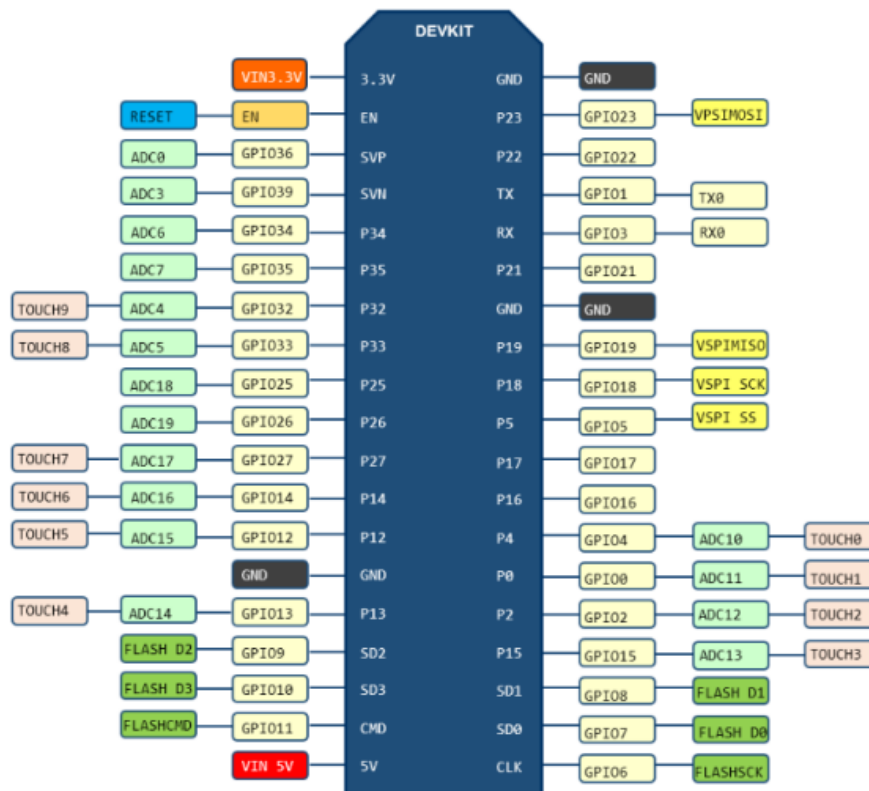 DEVKIT
VIN3.3V 3.3V GND GND
RESET EN EN P23 GPIO23 VPSIMOSI
ADC0 GPIO36 SVP P22 GPIO22
ADC3 GPIO39 SVN TX GPIO1 TX0
ADC6 GPIO34 P34 RX GPIO3 RX0
ADC7 GPIO35 P35 P21 GPIO21
TOUCH9 ADC4 GPIO32 P32 GND GND
TOUCH8 ADC5 GPIO33 P33 P19 GPIO19 VSPIMISO
ADC18 GPIO25 P25 P18 GPIO18 VSPI SCK
ADC19 GPIO26 P26 P5 GPIO5 VSPI SS
TOUCH7 ADC17 GPIO27 P27 P17 GPIO17
TOUCH6 ADC16 GPIO14 P14 P16 GPIO16
TOUCH5 ADC15 GPIO12 P12 P4 GPIO4 ADC10 TOUCH0
GND GND P0 GPIO0 ADC11 TOUCH1
TOUCH4 ADC14 GPIO13 P13 P2 GPIO2 ADC12 TOUCH2
FLASH D2 GPIO9 SD2 P15 GPIO15 ADC13 TOUCH3
FLASH D3 GPIO10 SD3 SD1 GPIO8 FLASH D1
FLASHCMD GPIO11 CMD SD0 GPIO7 FLASH D0
VIN 5V 5V CLK GPIO6 FLASHSCK